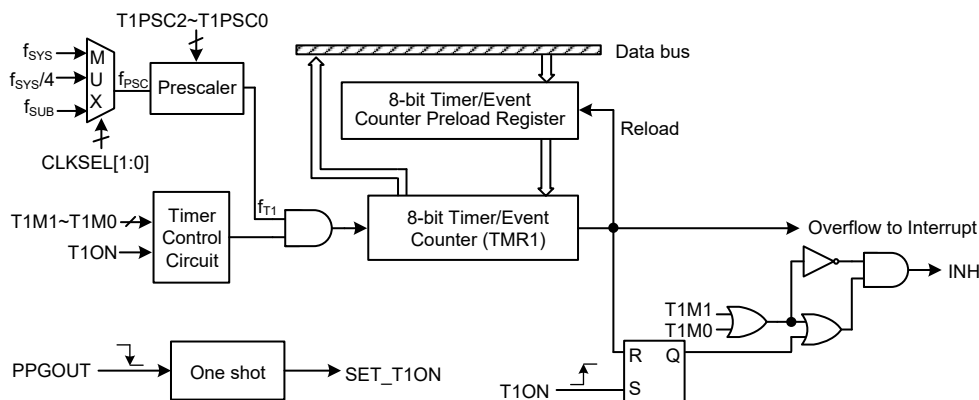 T1PSC2~T1PSC0
fSYS
fSYS/4
fSUB
M
U
X
fPSC
Prescaler
CLKSEL[1:0]
Data bus
8-bit Timer/Event
Counter Preload Register
Reload
fT1
T1M1~T1M0
T1ON
Timer
Control
Circuit
8-bit Timer/Event
Counter (TMR1)
Overflow to Interrupt
INH
T1M1
T1M0
PPGOUT
One shot
SET_T1ON
T1ON
R
Q
S